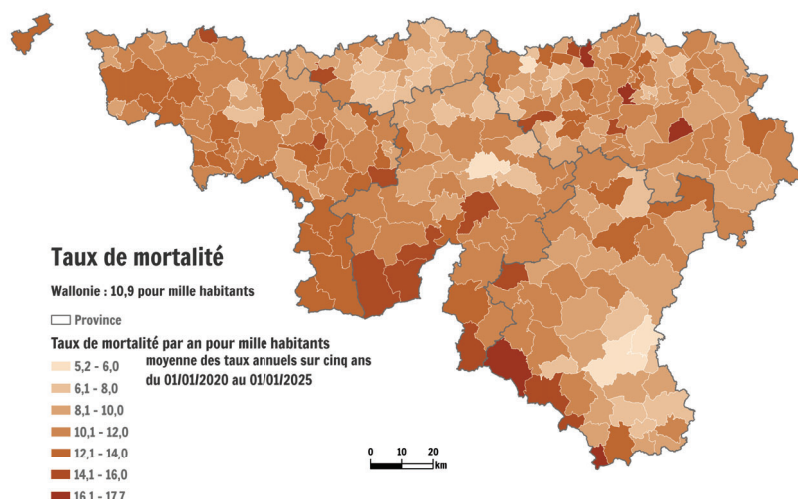 Taux de mortalité
Wallonie : 10,9 pour mille habitants
Province
Taux de mortalité par an pour mille habitants
moyenne des taux annuels sur cinq ans
du 01/01/2020 au 01/01/2025
5,2 - 6,0
6,1 - 8,0
8,1 - 10,0
10,1 - 12,0
12,1 - 14,0
14,1 - 16,0
16,1 - 17,7
0 10 20
km